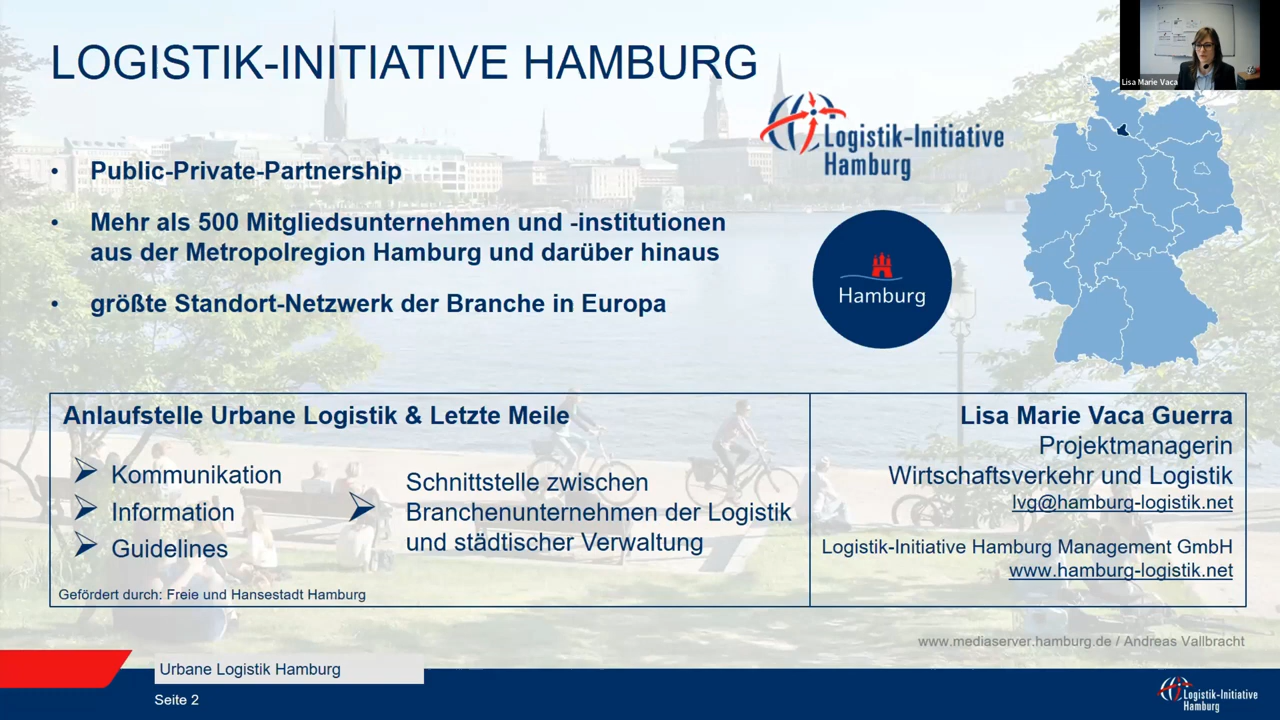 LOGISTIK-INITIATIVE HAMBURG
Lisa Marie Vaca
Logistik-Initiative
Hamburg
• Public-Private-Partnership
• Mehr als 500 Mitgliedsunternehmen und -institutionen
aus der Metropolregion Hamburg und darüber hinaus
• größte Standort-Netzwerk der Branche in Europa
Hamburg
Anlaufstelle Urbane Logistik & Letzte Meile
Kommunikation
Information
Guidelines
Schnittstelle zwischen
Branchenunternehmen der Logistik
und städtischer Verwaltung
Gefördert durch: Freie und Hansestadt Hamburg
Lisa Marie Vaca Guerra
Projektmanagerin
Wirtschaftsverkehr und Logistik
lvg@hamburg-logistik.net
Logistik-Initiative Hamburg Management GmbH
www.hamburg-logistik.net
www.mediaserver.hamburg.de / Andreas Vallbracht
Urbane Logistik Hamburg
Seite 2
Logistik-Initiative
Hamburg